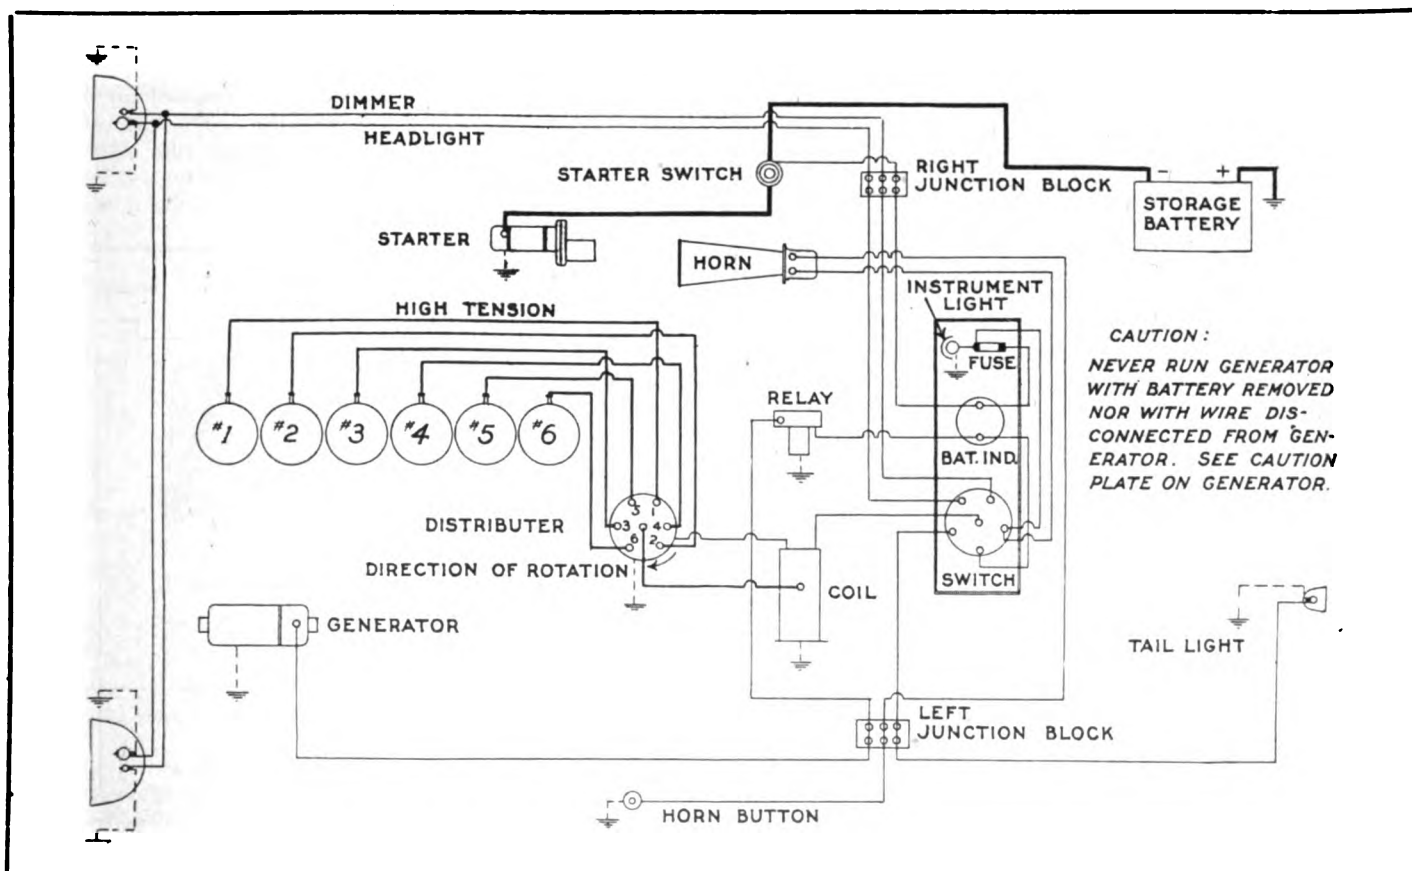 DIMMER
HEADLIGHT
STARTER SWITCH
RIGHT
JUNCTION BLOCK
- +
STORAGE
BATTERY
STARTER
HORN
INSTRUMENT
LIGHT
HIGH TENSION
FUSE
CAUTION:
NEVER RUN GENERATOR
WITH BATTERY REMOVED
NOR WITH WIRE DIS-
CONNECTED FROM GEN-
ERATOR. SEE CAUTION
PLATE ON GENERATOR.
RELAY
#1 #2 #3 #4 #5 #6
BAT. IND.
DISTRIBUTER
5 1
3 4
6 2
DIRECTION OF ROTATION
SWITCH
COIL
GENERATOR
TAIL LIGHT
LEFT
JUNCTION BLOCK
HORN BUTTON